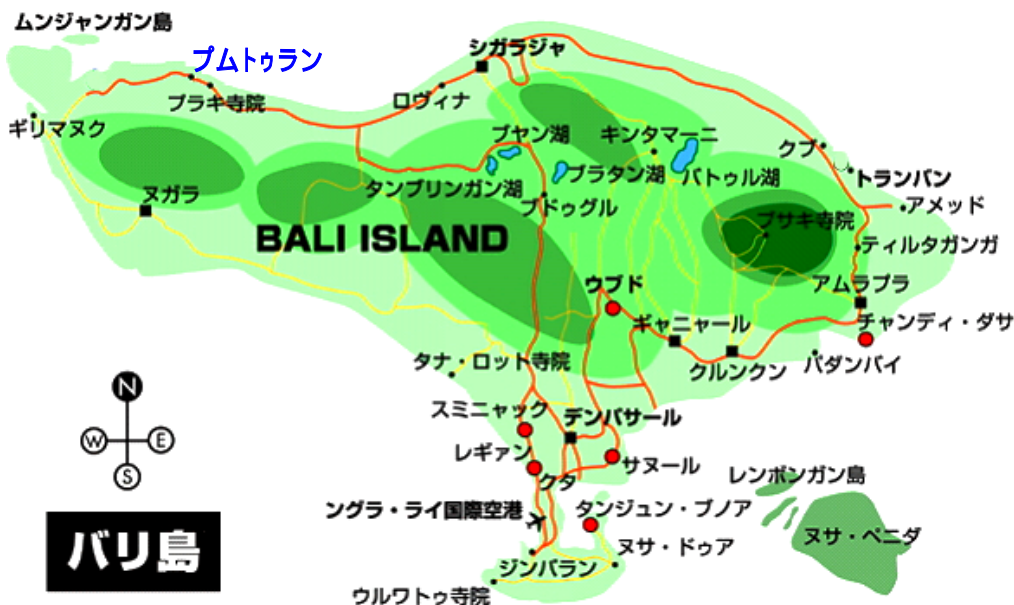 ムンジャンガン島
プムトゥラン
シガラジャ
プラキ寺院
ロヴィナ
ギリマヌク
ブヤン湖
キンタマーニ
クブ
タンブリンガン湖
ブラタン湖
バトゥル湖
トランバン
ヌガラ
ブドゥグル
アメッド
ブサキ寺院
BALI ISLAND
ティルタガンガ
ウブド
アムラプラ
ギャニャール
チャンディ・ダサ
タナ・ロット寺院
クルンクン
パダンバイ
N
W
E
S
スミニャック
デンパサール
レギァン
サヌール
クタ
レンボンガン島
ングラ・ライ国際空港
タンジュン・ブノア
ヌサ・ペニダ
バリ島
ヌサ・ドゥア
ジンバラン
ウルワトゥ寺院